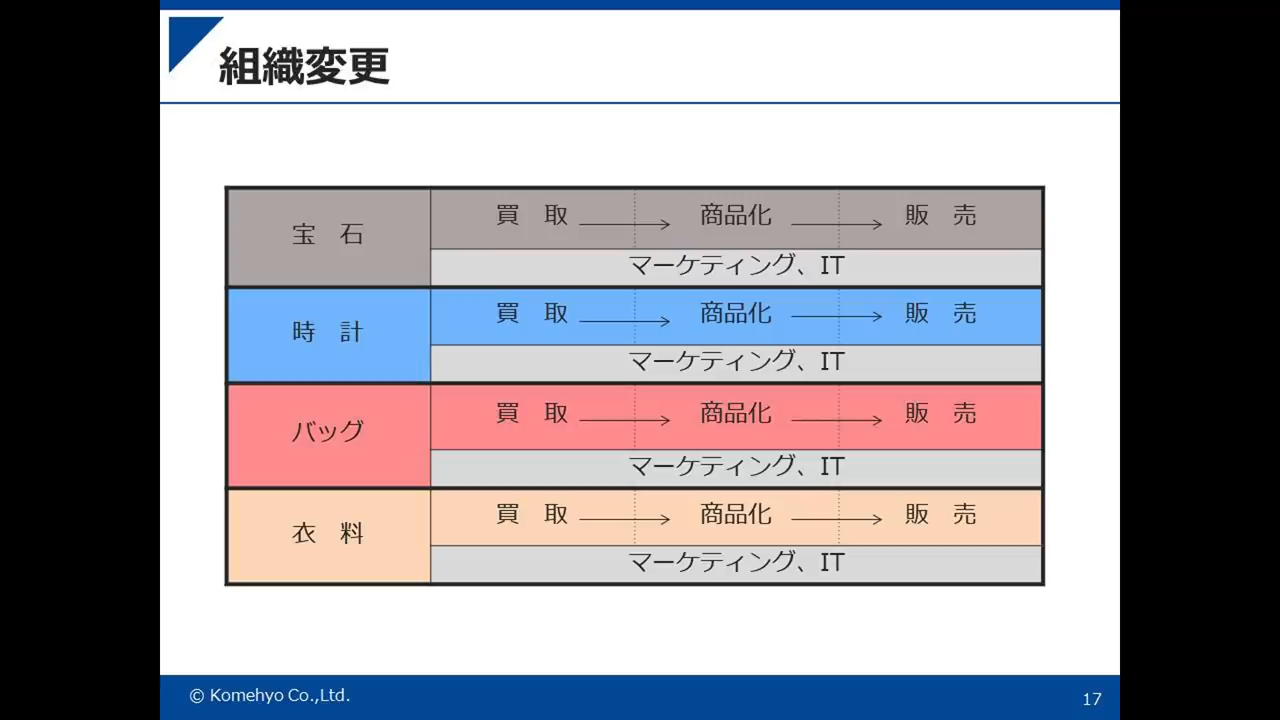 組織変更
宝　石
買　取
商品化
販　売
マーケティング、IT
時　計
買　取
商品化
販　売
マーケティング、IT
バッグ
買　取
商品化
販　売
マーケティング、IT
衣　料
買　取
商品化
販　売
マーケティング、IT
© Komehyo Co.,Ltd.
17